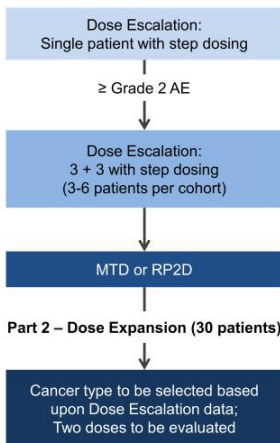 Dose Escalation:
Single patient with step dosing
≥ Grade 2 AE
Dose Escalation:
3 + 3 with step dosing
(3-6 patients per cohort)
MTD or RP2D
Part 2 – Dose Expansion (30 patients)
Cancer type to be selected based
upon Dose Escalation data;
Two doses to be evaluated